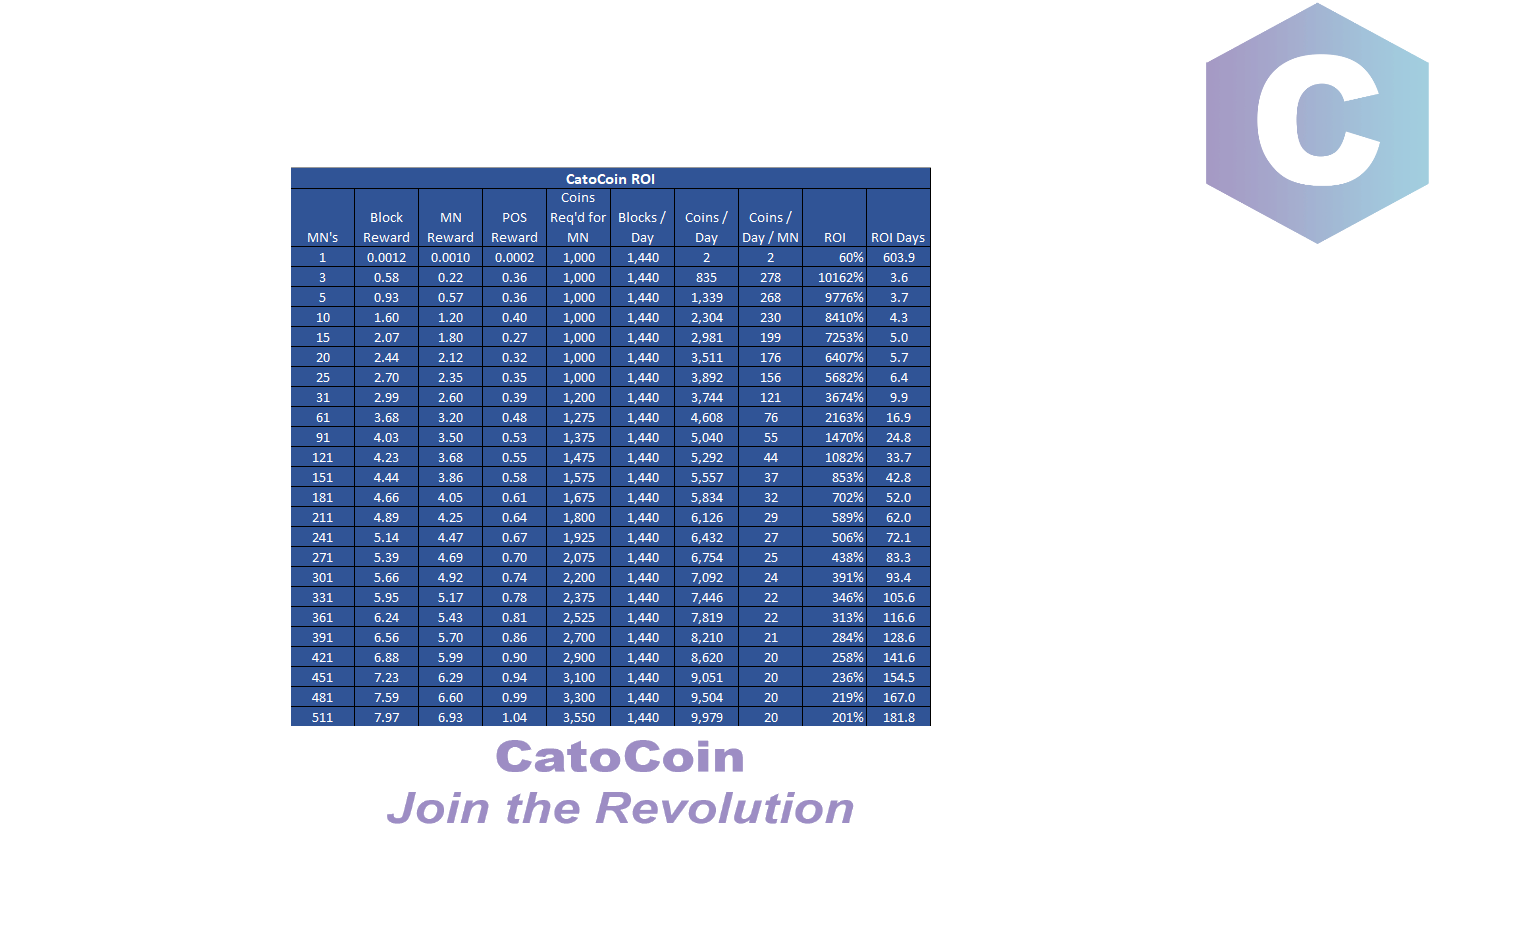 C
CatoCoin ROI
MN's Block Reward MN Reward POS Reward Coins Req'd for MN Blocks / Day Coins / Day Coins / Day / MN ROI ROI Days
1 0.0012 0.0010 0.0002 1,000 1,440 2 2 60% 603.9
3 0.58 0.22 0.36 1,000 1,440 835 278 10162% 3.6
5 0.93 0.57 0.36 1,000 1,440 1,339 268 9776% 3.7
10 1.60 1.20 0.40 1,000 1,440 2,304 230 8410% 4.3
15 2.07 1.80 0.27 1,000 1,440 2,981 199 7253% 5.0
20 2.44 2.12 0.32 1,000 1,440 3,511 176 6407% 5.7
25 2.70 2.35 0.35 1,000 1,440 3,892 156 5682% 6.4
31 2.99 2.60 0.39 1,200 1,440 3,744 121 3674% 9.9
61 3.68 3.20 0.48 1,275 1,440 4,608 76 2163% 16.9
91 4.03 3.50 0.53 1,375 1,440 5,040 55 1470% 24.8
121 4.23 3.68 0.55 1,475 1,440 5,292 44 1082% 33.7
151 4.44 3.86 0.58 1,575 1,440 5,557 37 853% 42.8
181 4.66 4.05 0.61 1,675 1,440 5,834 32 702% 52.0
211 4.89 4.25 0.64 1,800 1,440 6,126 29 589% 62.0
241 5.14 4.47 0.67 1,925 1,440 6,432 27 506% 72.1
271 5.39 4.69 0.70 2,075 1,440 6,754 25 438% 83.3
301 5.66 4.92 0.74 2,200 1,440 7,092 24 391% 93.4
331 5.95 5.17 0.78 2,375 1,440 7,446 22 346% 105.6
361 6.24 5.43 0.81 2,525 1,440 7,819 22 313% 116.6
391 6.56 5.70 0.86 2,700 1,440 8,210 21 284% 128.6
421 6.88 5.99 0.90 2,900 1,440 8,620 20 258% 141.6
451 7.23 6.29 0.94 3,100 1,440 9,051 20 236% 154.5
481 7.59 6.60 0.99 3,300 1,440 9,504 20 219% 167.0
511 7.97 6.93 1.04 3,550 1,440 9,979 20 201% 181.8
CatoCoin
Join the Revolution